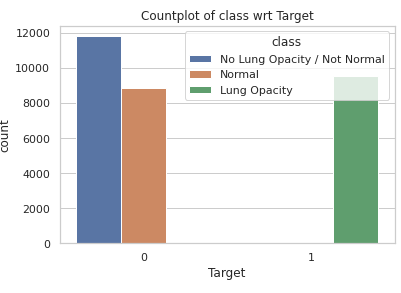 Countplot of class wrt Target
class
No Lung Opacity / Not Normal
Normal
Lung Opacity
12000
10000
8000
6000
4000
2000
0
count
0 1
Target